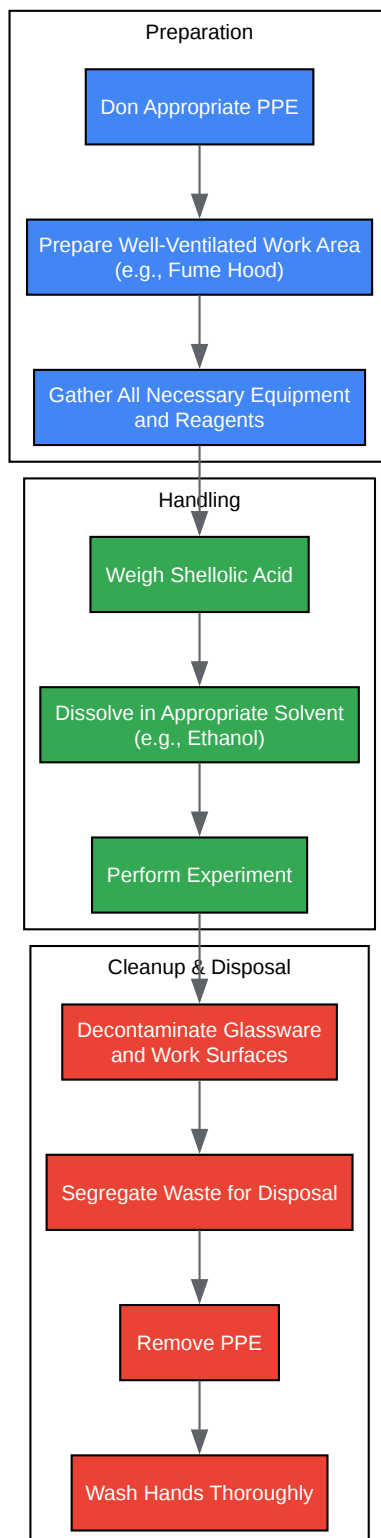 Preparation
Don Appropriate PPE
Prepare Well-Ventilated Work Area
(e.g., Fume Hood)
Gather All Necessary Equipment
and Reagents
Handling
Weigh Shellolic Acid
Dissolve in Appropriate Solvent
(e.g., Ethanol)
Perform Experiment
Cleanup & Disposal
Decontaminate Glassware
and Work Surfaces
Segregate Waste for Disposal
Remove PPE
Wash Hands Thoroughly